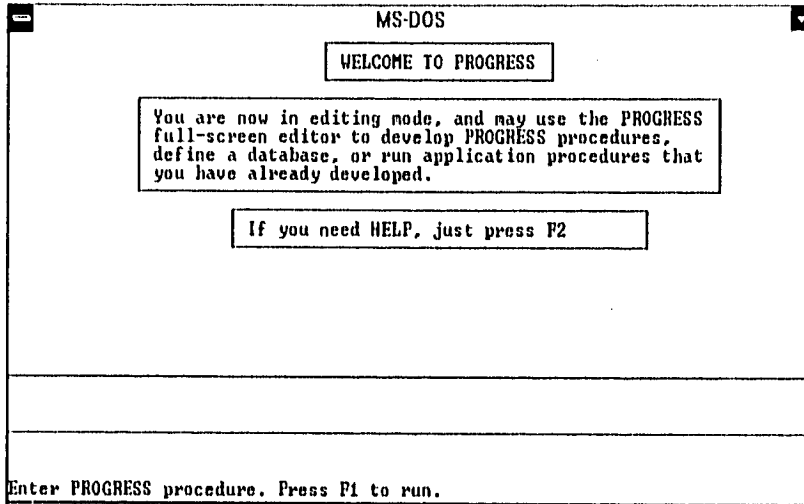 MS-DOS
WELCOME TO PROGRESS
You are now in editing mode, and may use the PROGRESS
full-screen editor to develop PROGRESS procedures,
define a database, or run application procedures that
you have already developed.
If you need HELP, just press F2
Enter PROGRESS procedure. Press F1 to run.